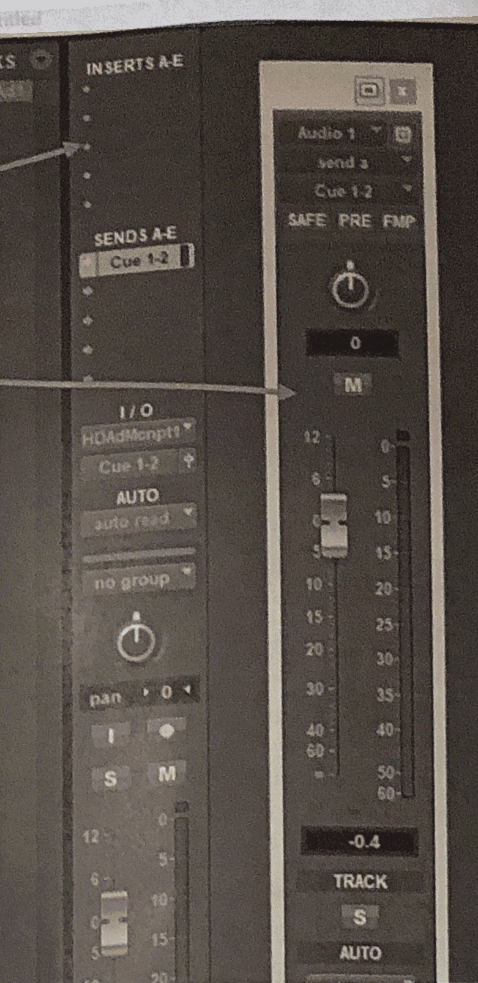 INSERTS A-E
SENDS A-E
Cue 1-2
I / O
HDAdMcnpt1
Cue 1-2
AUTO
auto read
no group
pan 0
I
S M
12 0
6 5
0 10
5 15
20
x
Audio 1
send a
Cue 1-2
SAFE PRE FMP
0
M
12 0
6 5
0 10
5 15
10 20
15 25
20 30
30 35
40 40
60 50
∞ 60
-0.4
TRACK
S
AUTO